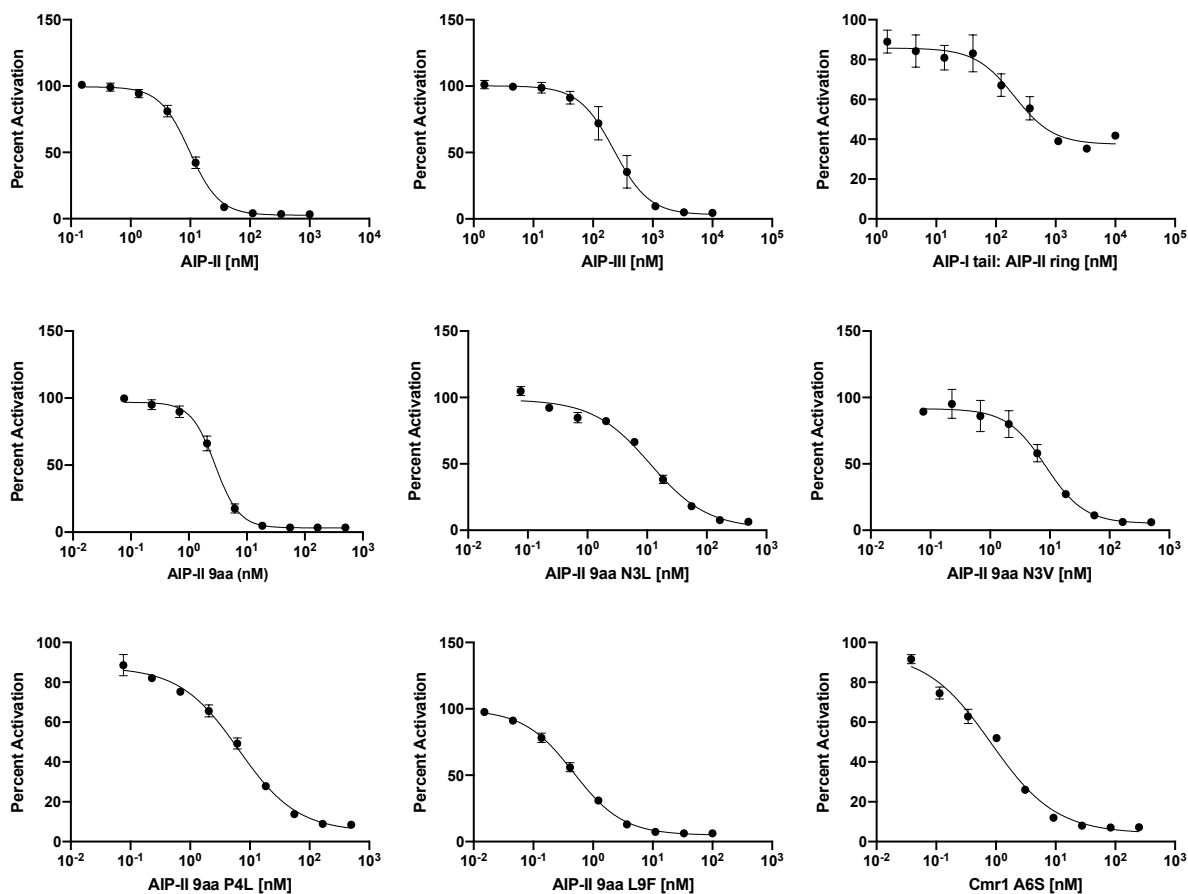 150
100
50
0
Percent Activation
10-1 100 101 102 103 104
AIP-II [nM]
150
100
50
0
Percent Activation
100 101 102 103 104 105
AIP-III [nM]
100
80
60
40
20
0
Percent Activation
100 101 102 103 104 105
AIP-I tail: AIP-II ring [nM]
150
100
50
0
Percent Activation
10-2 10-1 100 101 102 103
AIP-II 9aa (nM)
150
100
50
0
Percent Activation
10-2 10-1 100 101 102 103
AIP-II 9aa N3L [nM]
150
100
50
0
Percent Activation
10-2 10-1 100 101 102 103
AIP-II 9aa N3V [nM]
100
80
60
40
20
0
Percent Activation
10-2 10-1 100 101 102 103
AIP-II 9aa P4L [nM]
150
100
50
0
Percent Activation
10-2 10-1 100 101 102 103
AIP-II 9aa L9F [nM]
100
80
60
40
20
0
Percent Activation
10-2 10-1 100 101 102 103
Cmr1 A6S [nM]